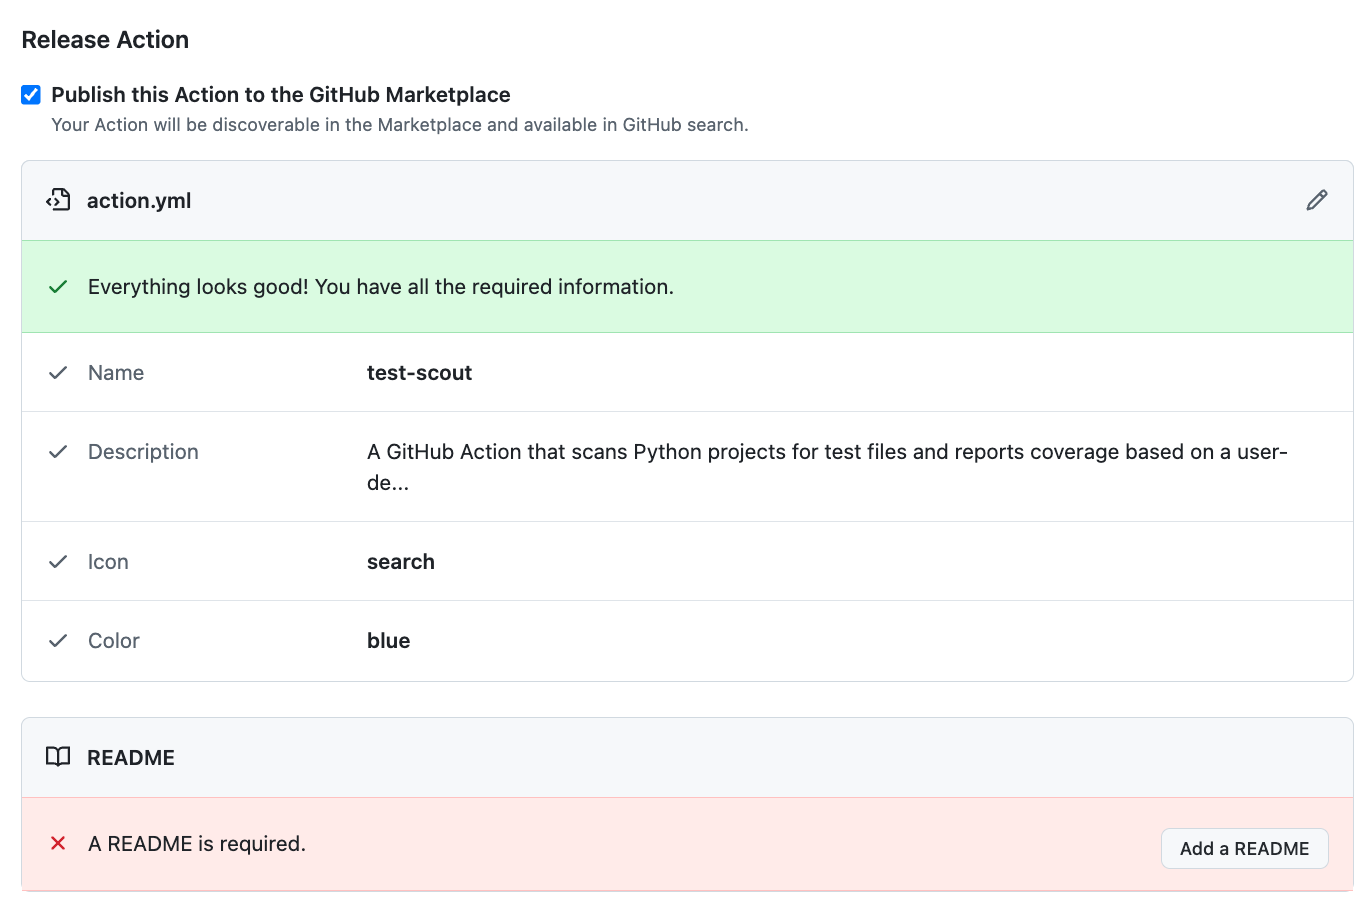 Release Action
Publish this Action to the GitHub Marketplace
Your Action will be discoverable in the Marketplace and available in GitHub search.
action.yml
Everything looks good! You have all the required information.
Name test-scout
Description A GitHub Action that scans Python projects for test files and reports coverage based on a user-
de...
Icon search
Color blue
README
A README is required.
Add a README